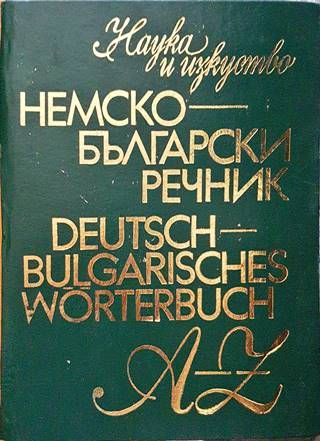 Наука
и изкуство
НЕМСКО—
БЪЛГАРСКИ
РЕЧНИК
DEUTSCH—
BULGARISCHES
WÖRTERBUCH
A–Z